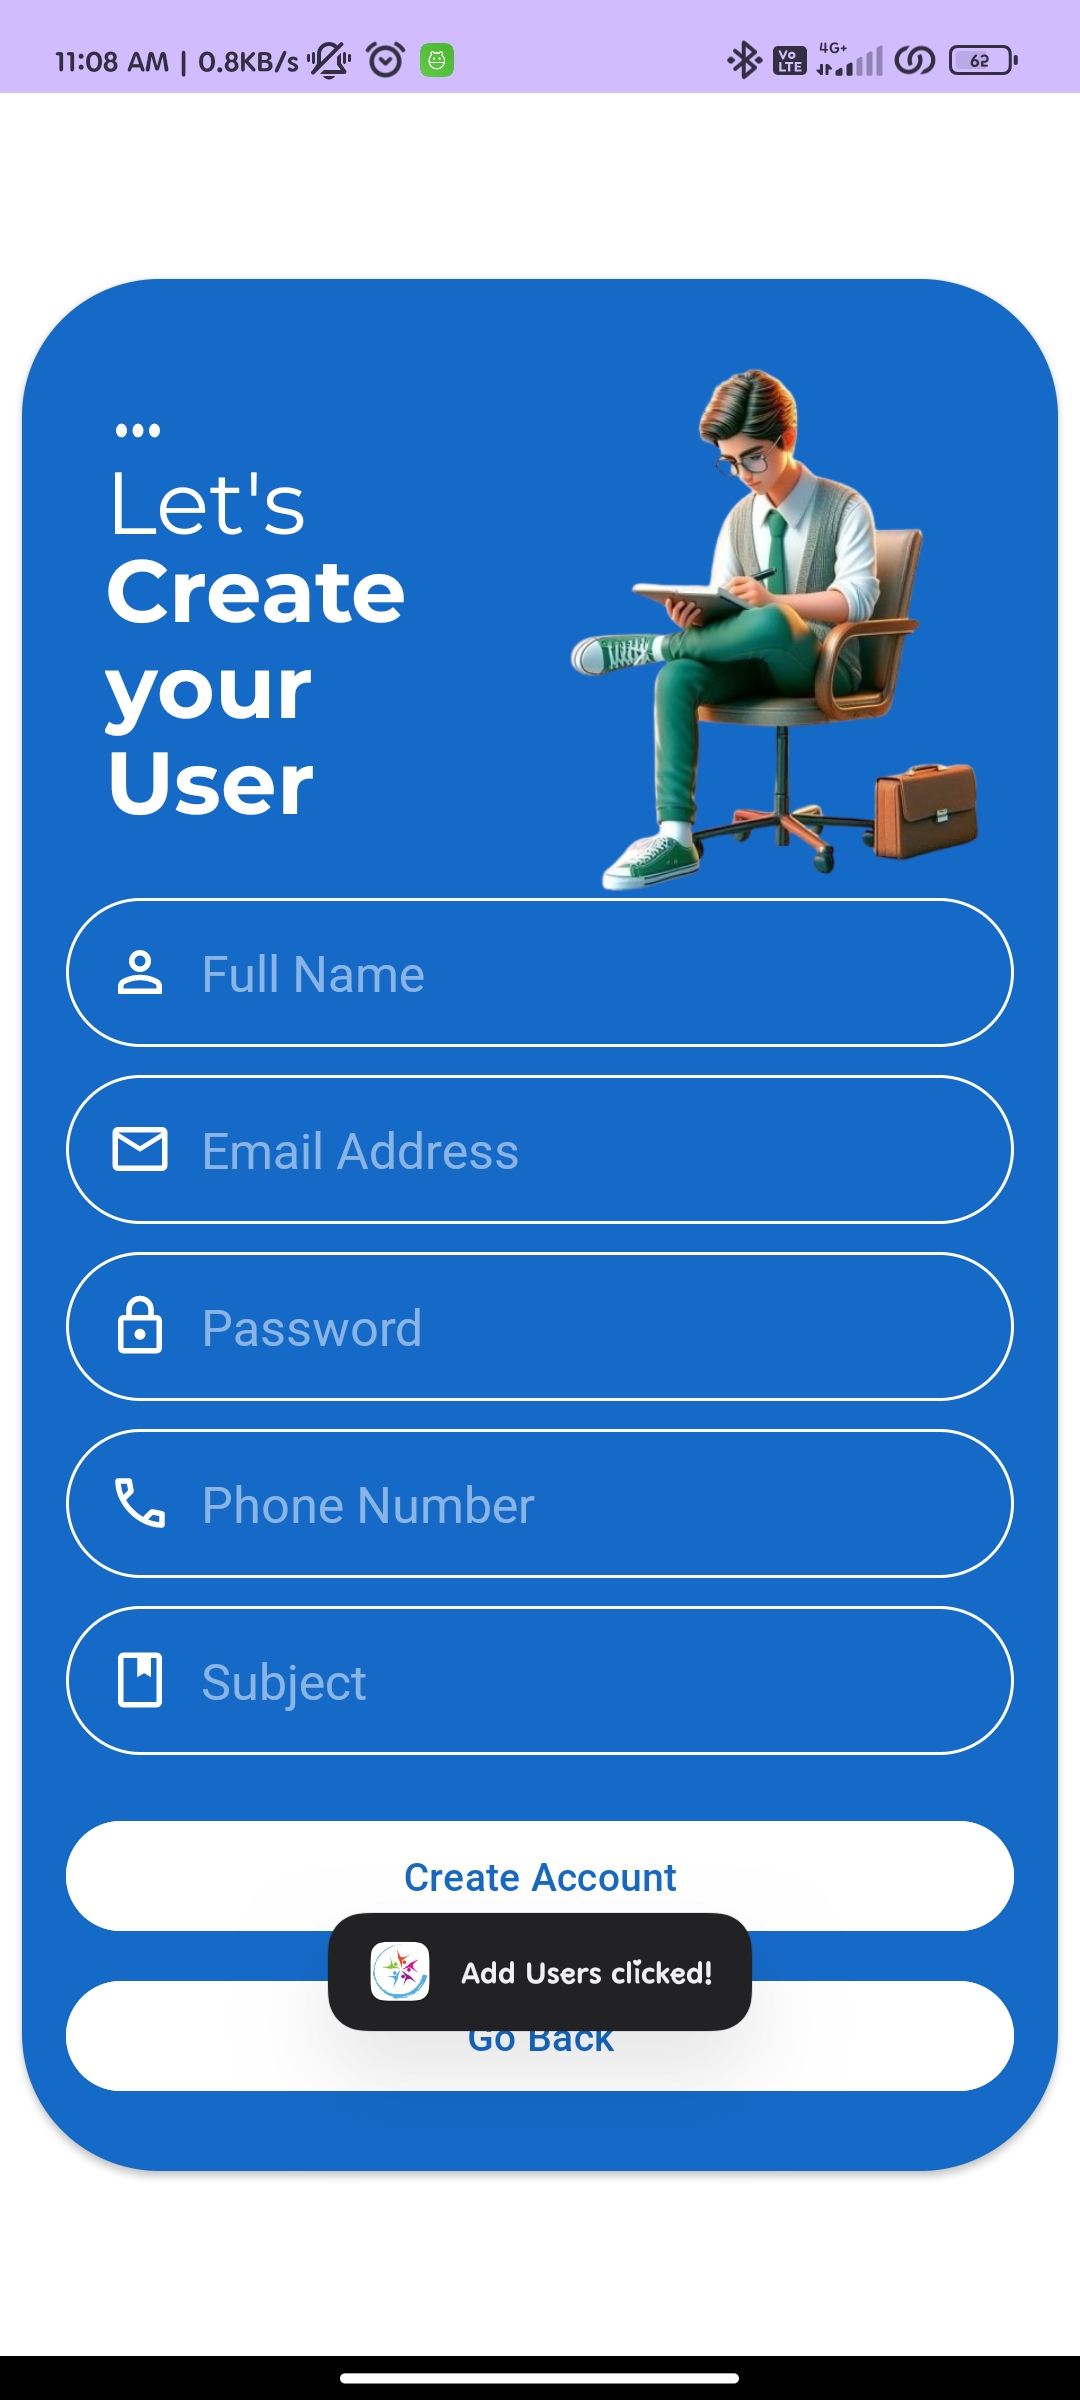 11:08 AM | 0.8KB/s
Vo
LTE
4G+
62
Let's
Create
your
User
Full Name
Email Address
Password
Phone Number
Subject
Create Account
Add Users clicked!
Go Back